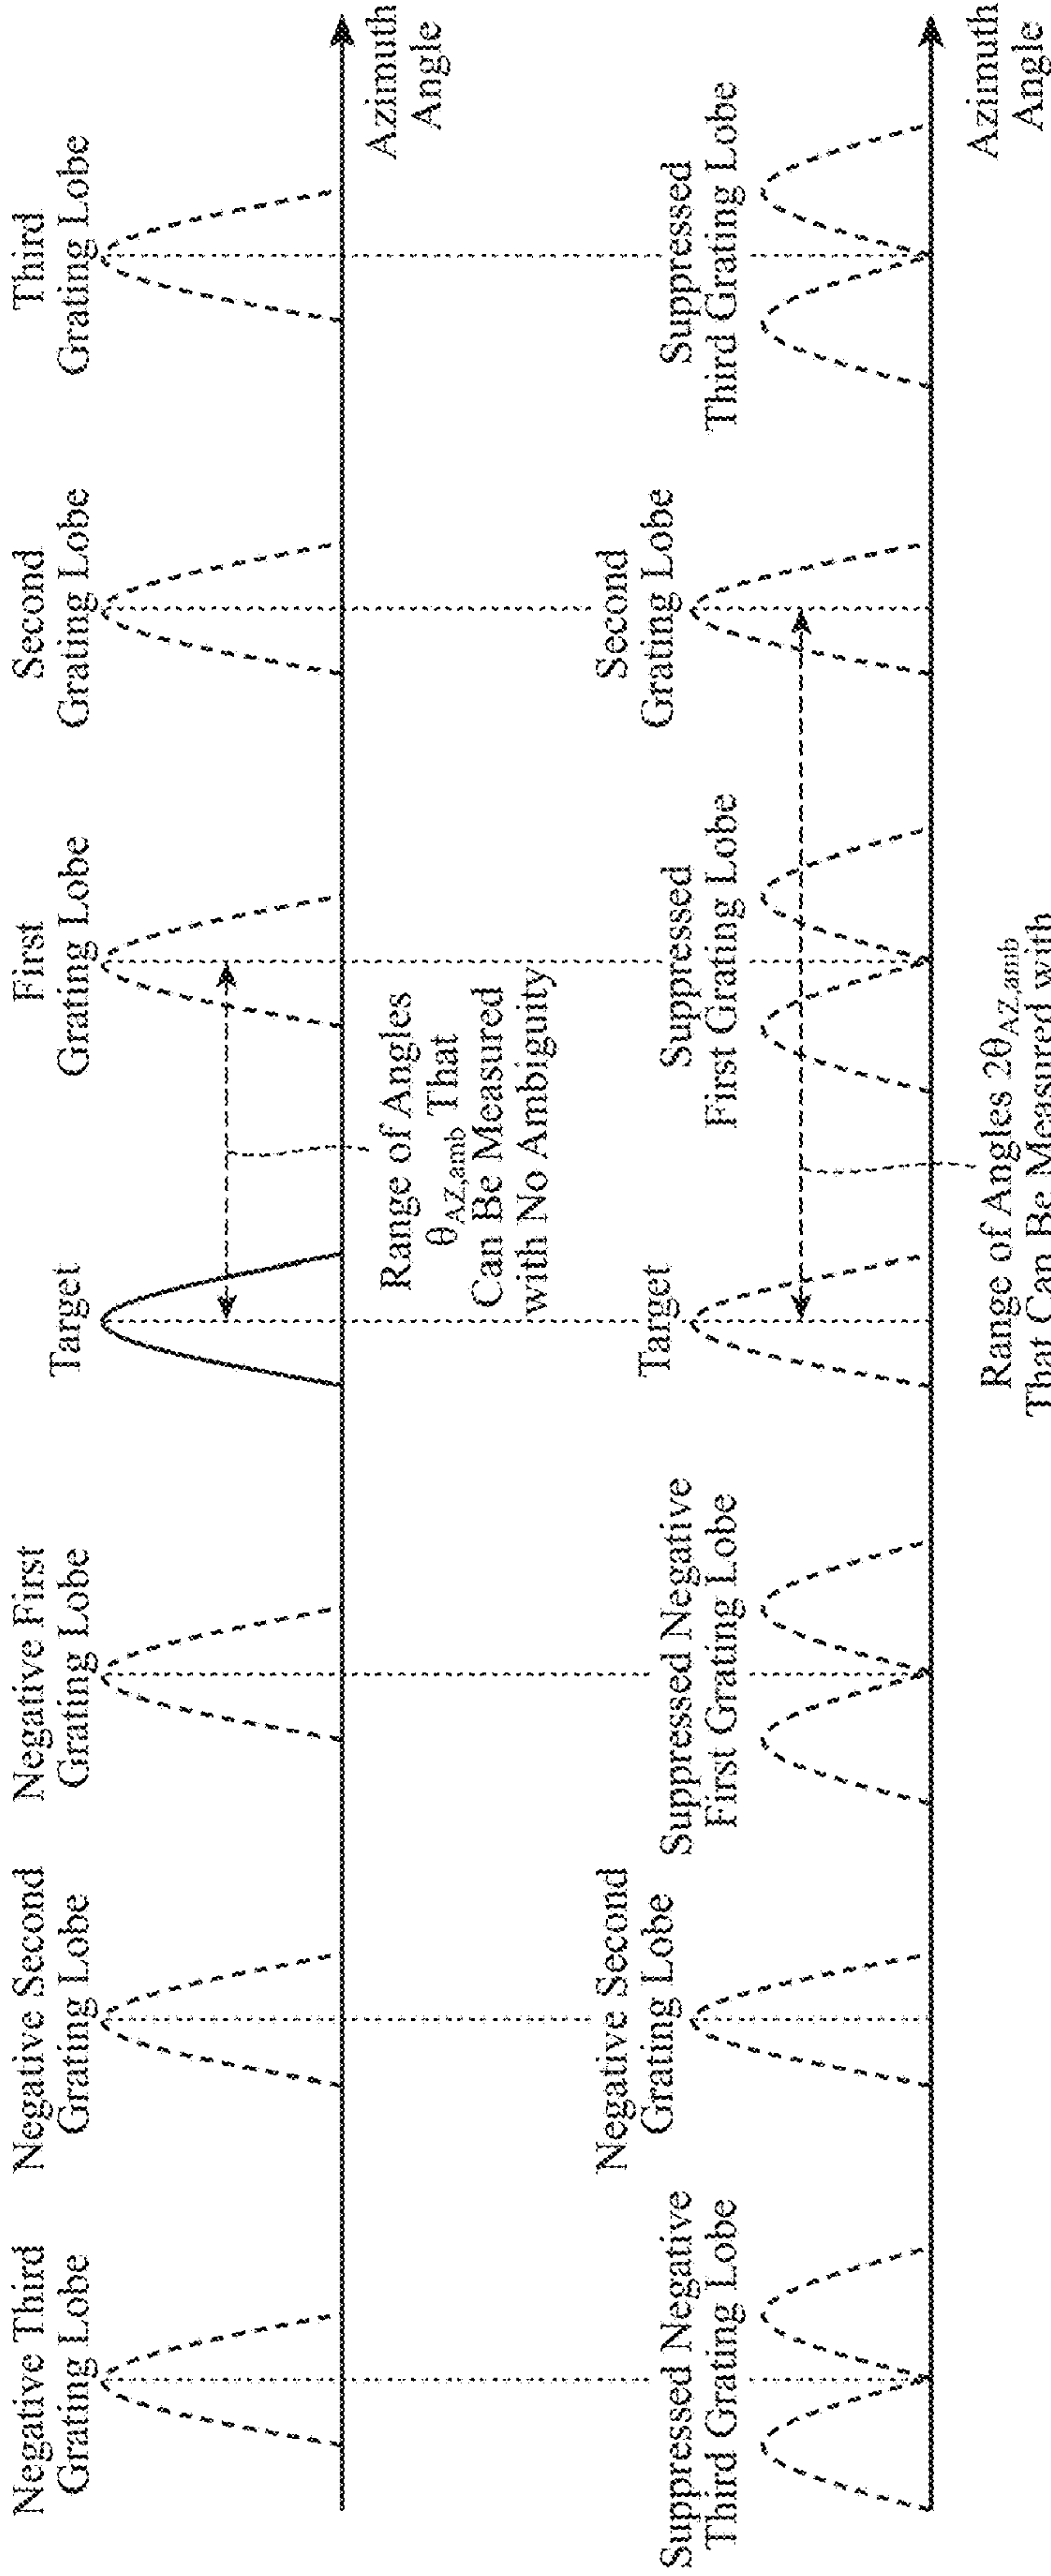 Negative Third
Grating Lobe
Negative Second
Grating Lobe
Negative First
Grating Lobe
Target
First
Grating Lobe
Second
Grating Lobe
Third
Grating Lobe
Azimuth
Angle
Range of Angles
θAZ,amb That
Can Be Measured
with No Ambiguity
Suppressed Negative
Third Grating Lobe
Negative Second
Grating Lobe
Suppressed Negative
First Grating Lobe
Target
Suppressed
First Grating Lobe
Second
Grating Lobe
Suppressed
Third Grating Lobe
Azimuth
Angle
Range of Angles 2θAZ,amb
That Can Be Measured with